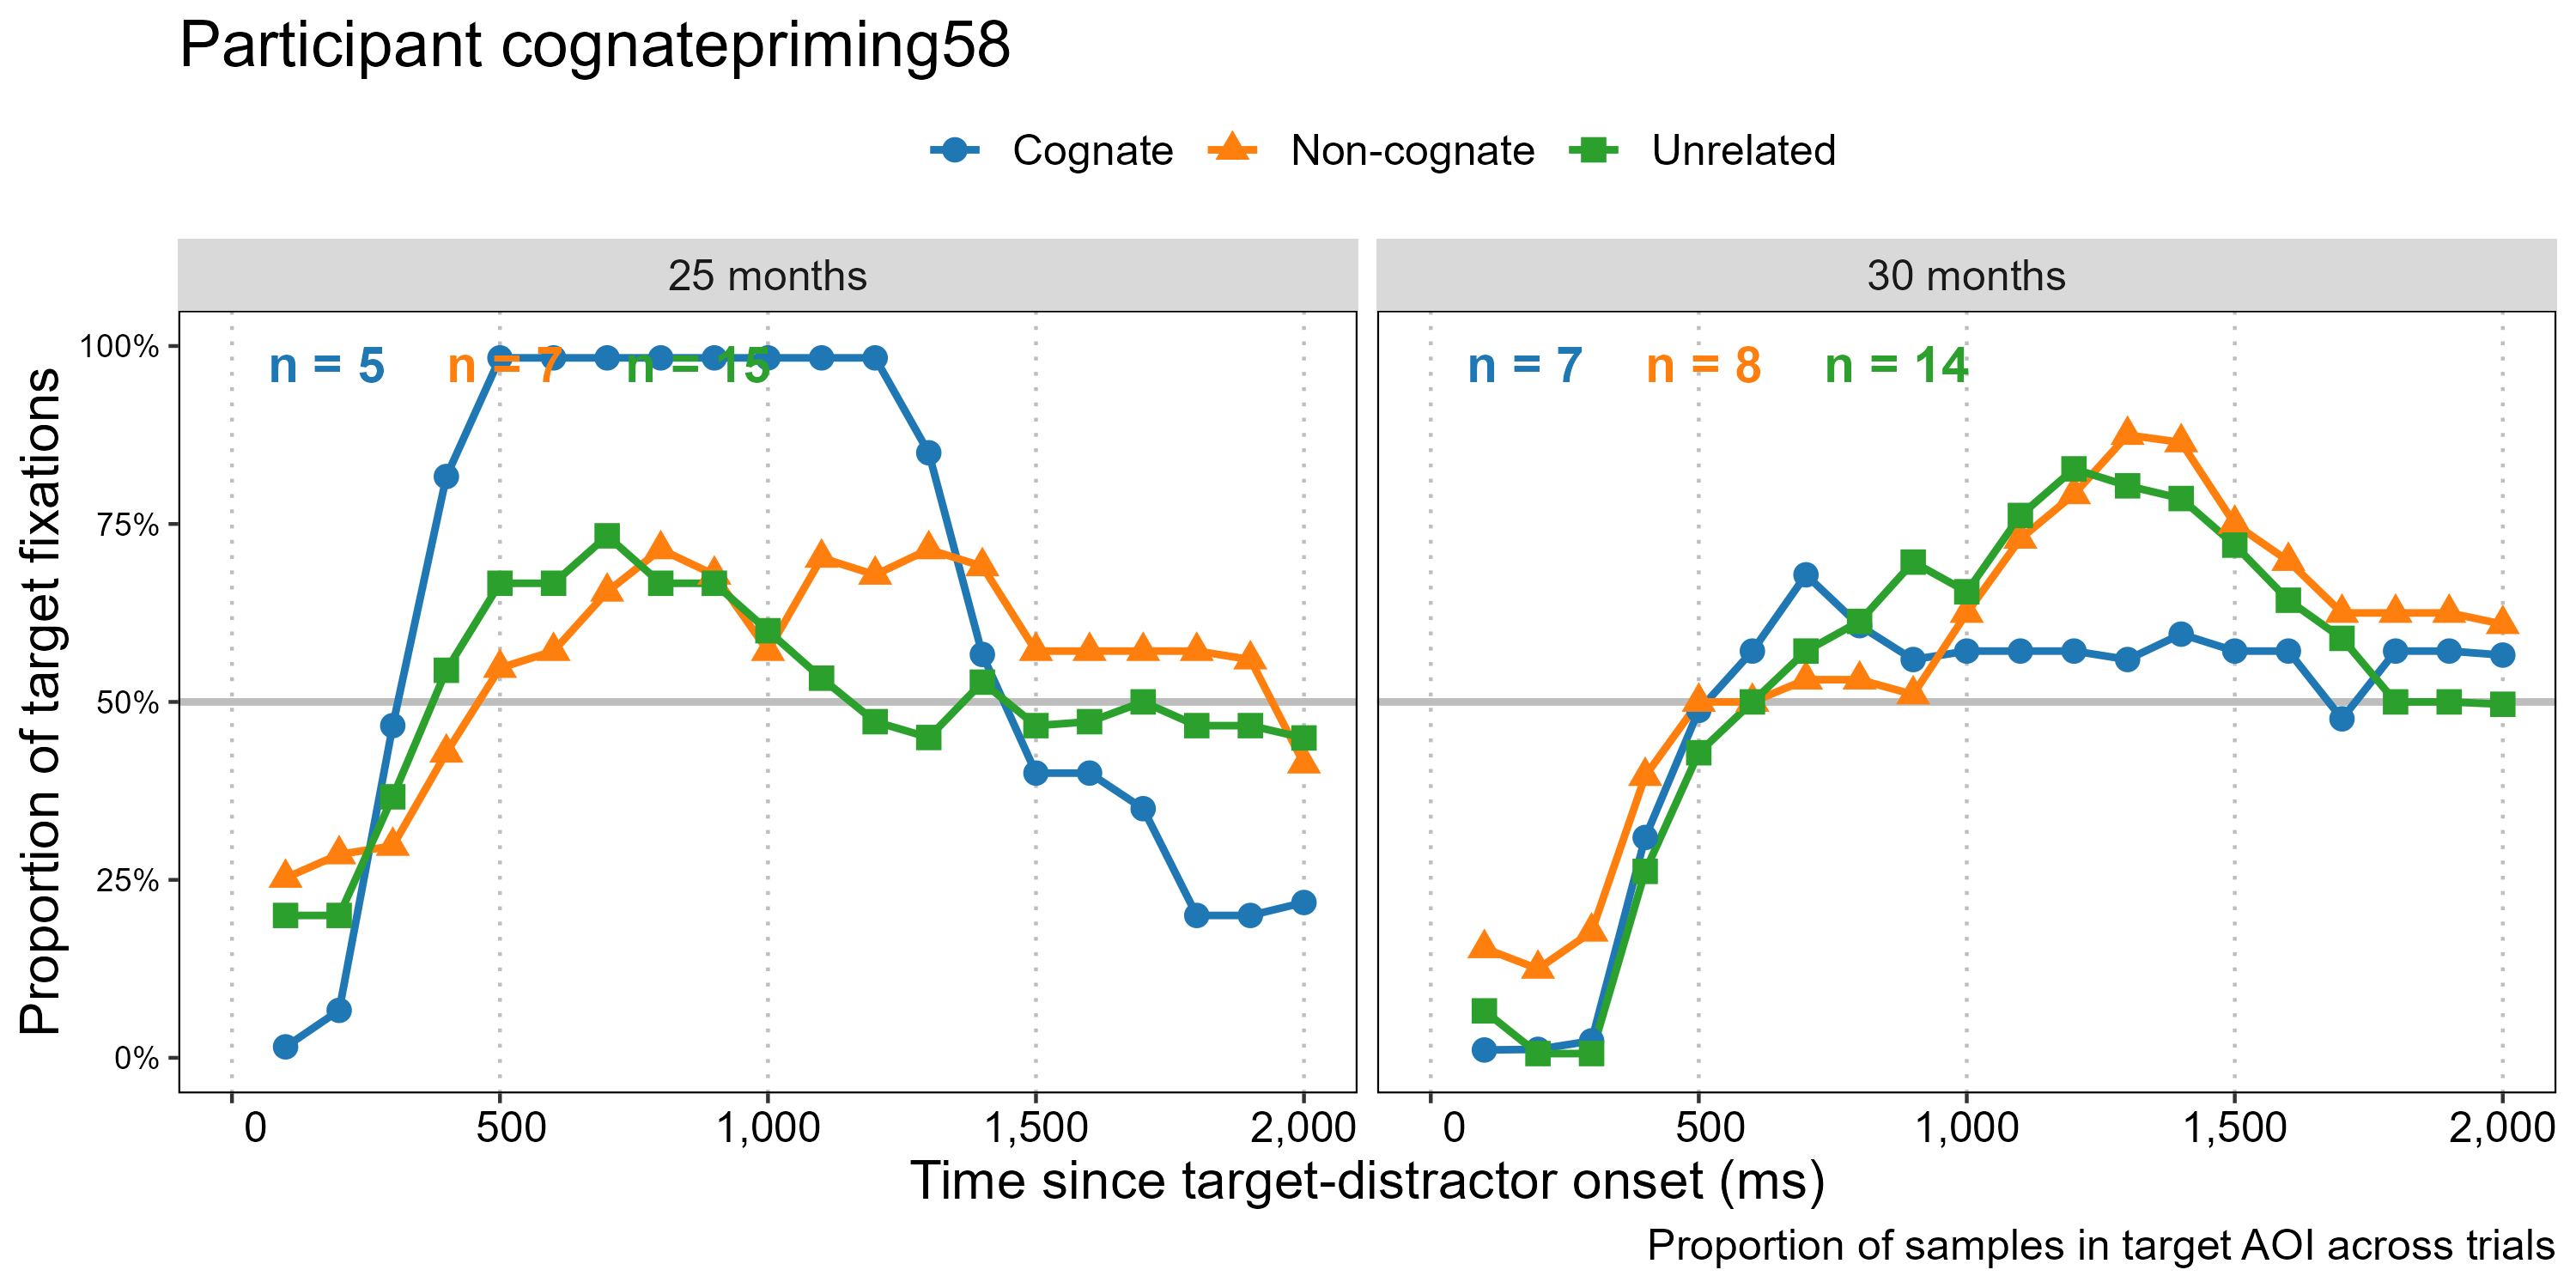 Participant cognatepriming58
Cognate Non-cognate Unrelated
25 months 30 months
Proportion of target fixations
100%
75%
50%
25%
0%
n = 5 n = 7 n = 15
n = 7 n = 8 n = 14
0 500 1,000 1,500 2,000
0 500 1,000 1,500 2,000
Time since target-distractor onset (ms)
Proportion of samples in target AOI across trials